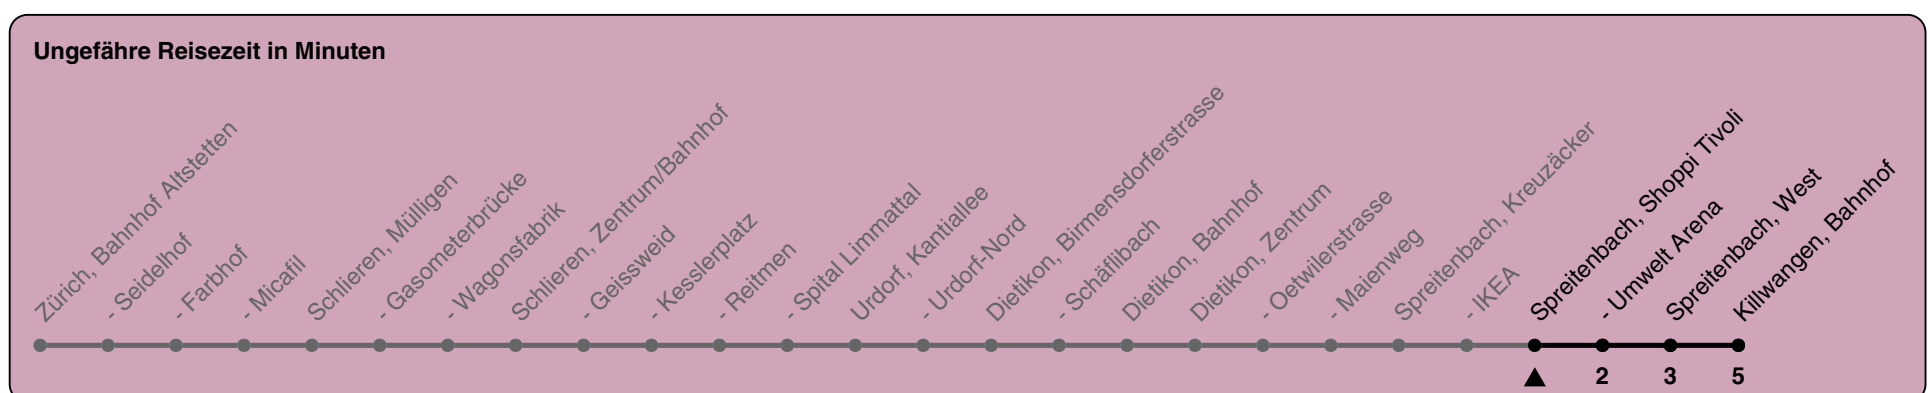 Ungefähre Reisezeit in Minuten
Zürich, Bahnhof Altstetten
- Seidelhof
- Farbhof
- Micafil
Schlieren, Mülligen
- Gasometerbrücke
- Wagonsfabrik
Schlieren, Zentrum/Bahnhof
- Geissweid
- Kesslerplatz
- Reitmen
- Spital Limmattal
Urdorf, Kantiallee
- Urdorf-Nord
Dietikon, Birmensdorferstrasse
- Schäflibach
Dietikon, Bahnhof
Dietikon, Zentrum
- Oetwilerstrasse
- Maienweg
Spreitenbach, Kreuzäcker
- IKEA
Spreitenbach, Shoppi Tivoli
- Umwelt Arena
Spreitenbach, West
Killwangen, Bahnhof
2 3 5